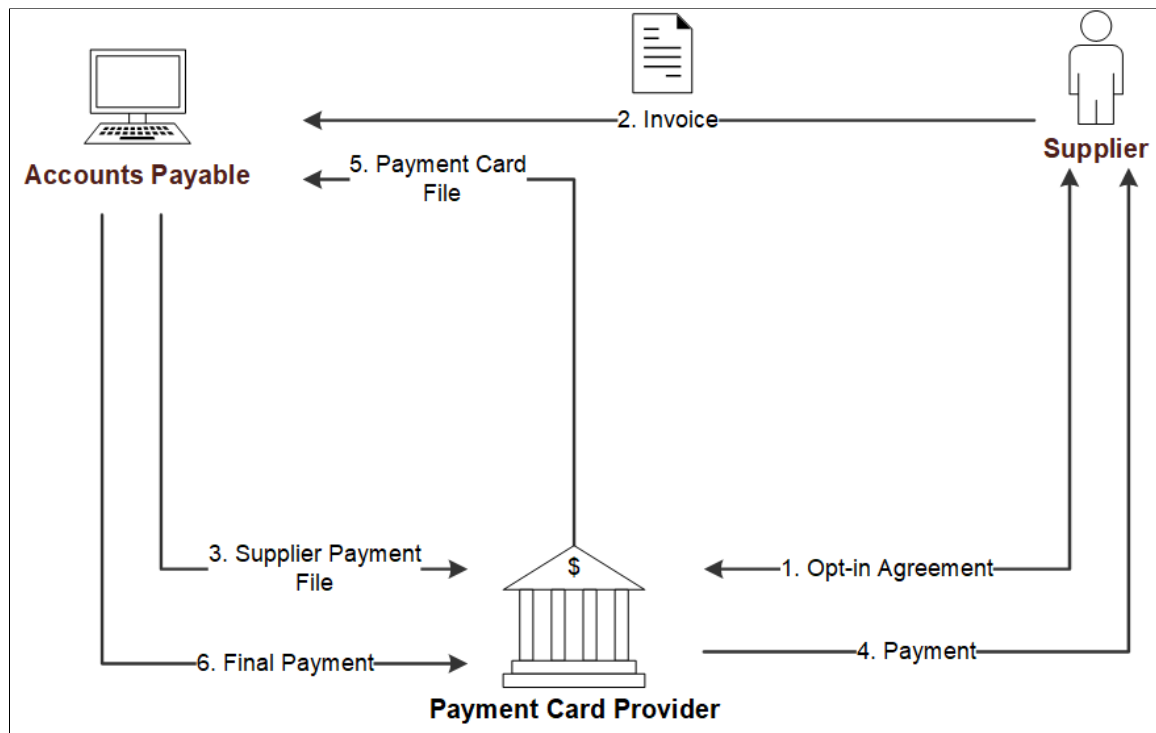 2. Invoice
Supplier
Accounts Payable
5. Payment Card
File
3. Supplier Payment
File
$
1. Opt-in Agreement
6. Final Payment
4. Payment
Payment Card Provider